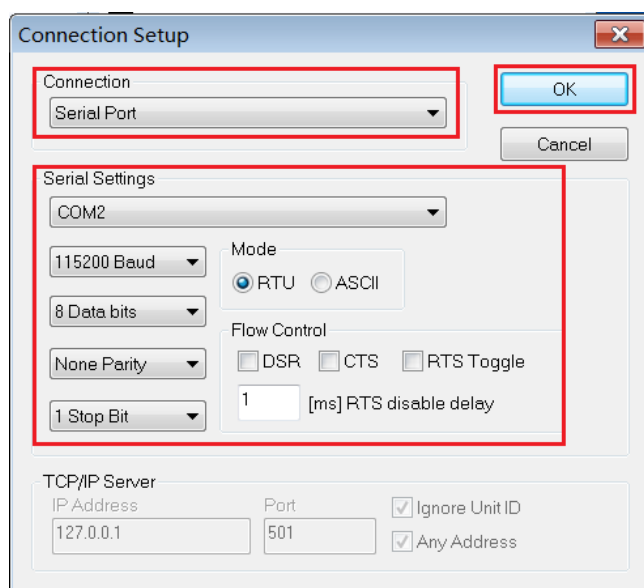 Connection Setup
Connection
OK
Serial Port
Cancel
Serial Settings
COM2
115200 Baud
Mode
RTU ASCII
8 Data bits
Flow Control
None Parity
DSR CTS RTS Toggle
1 [ms] RTS disable delay
1 Stop Bit
TCP/IP Server
IP Address Port
Ignore Unit ID
127.0.0.1 501
Any Address